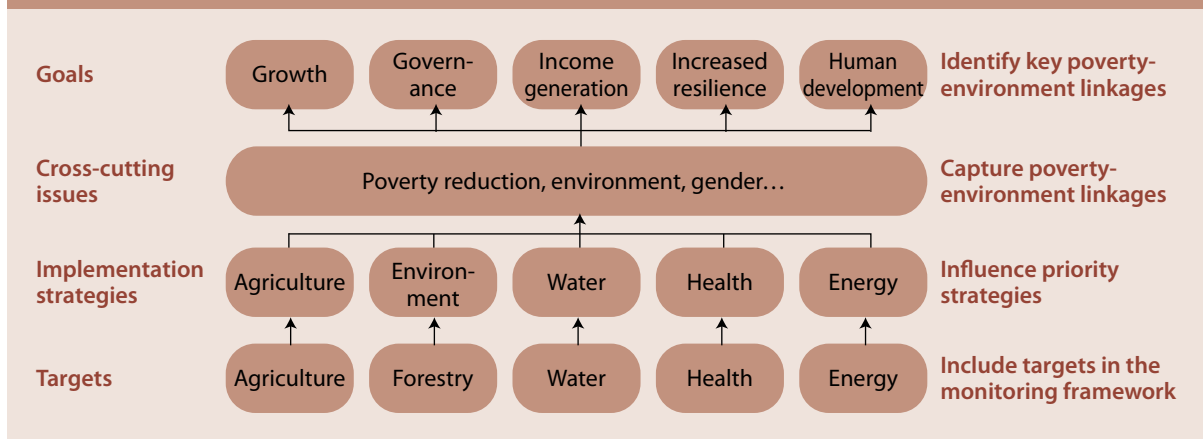 Goals
Growth
Govern-
ance
Income
generation
Increased
resilience
Human
development
Identify key poverty-
environment linkages
Cross-cutting
issues
Poverty reduction, environment, gender…
Capture poverty-
environment linkages
Implementation
strategies
Agriculture
Environ-
ment
Water
Health
Energy
Influence priority
strategies
Targets
Agriculture
Forestry
Water
Health
Energy
Include targets in the
monitoring framework